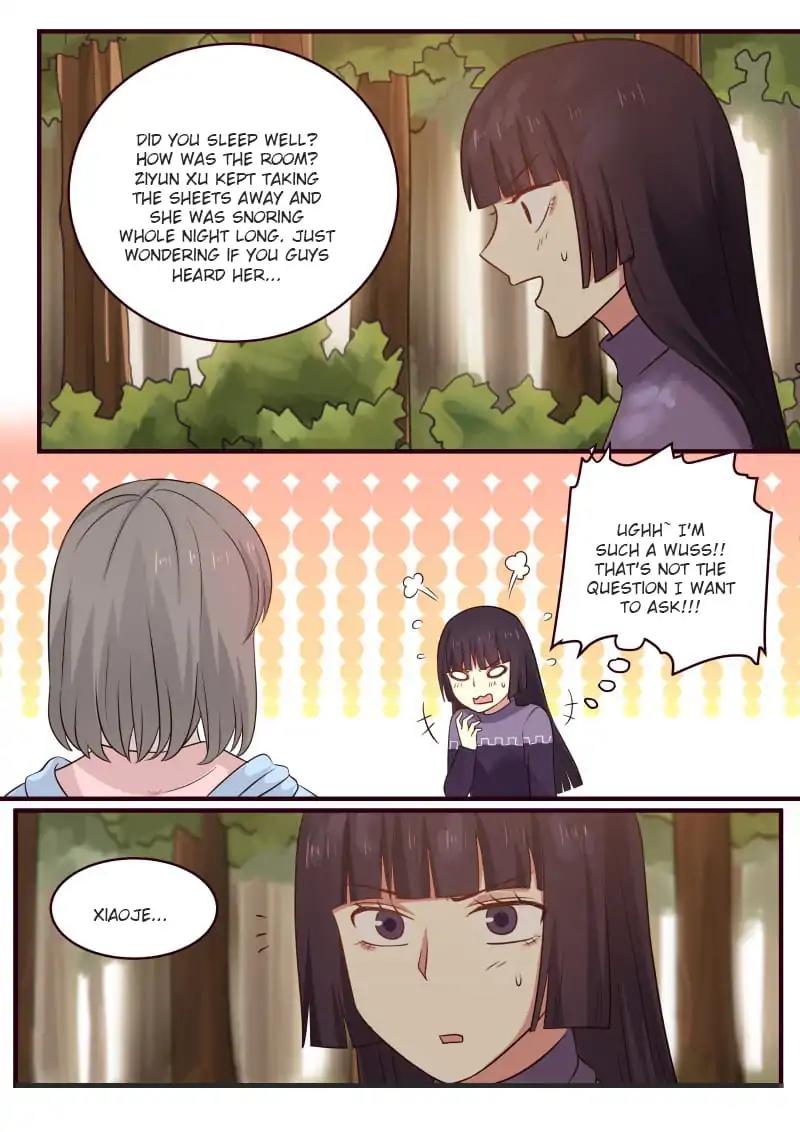 DID YOU SLEEP WELL?
HOW WAS THE ROOM?
ZIYUN XU KEPT TAKING
THE SHEETS AWAY AND
SHE WAS SNORING
WHOLE NIGHT LONG. JUST
WONDERING IF YOU GUYS
HEARD HER...
UGHH~ I'M
SUCH A WUSS!!
THAT'S NOT THE
QUESTION I WANT
TO ASK!!!
XIAOJE...